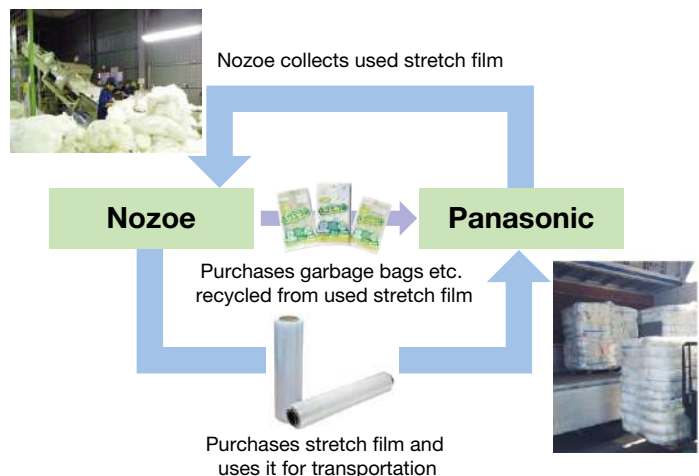 Nozoe collects used stretch film
Nozoe
Panasonic
Purchases garbage bags etc.
recycled from used stretch film
Purchases stretch film and
uses it for transportation